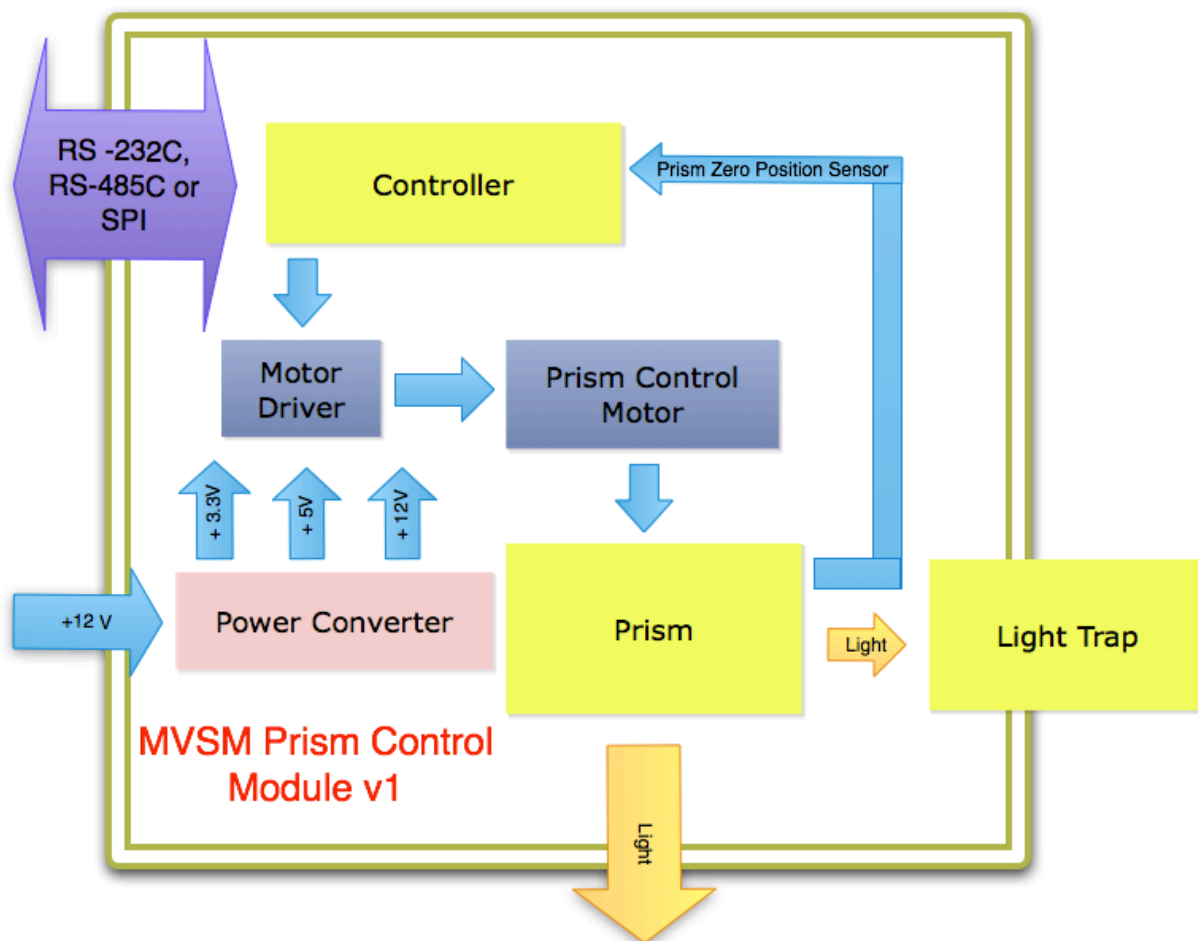 RS -232C,
RS-485C or
SPI
Controller
Prism Zero Position Sensor
Motor
Driver
Prism Control
Motor
+ 3.3V
+ 5V
+ 12V
+12 V
Power Converter
Prism
Light
Light Trap
MVSM Prism Control
Module v1
Light